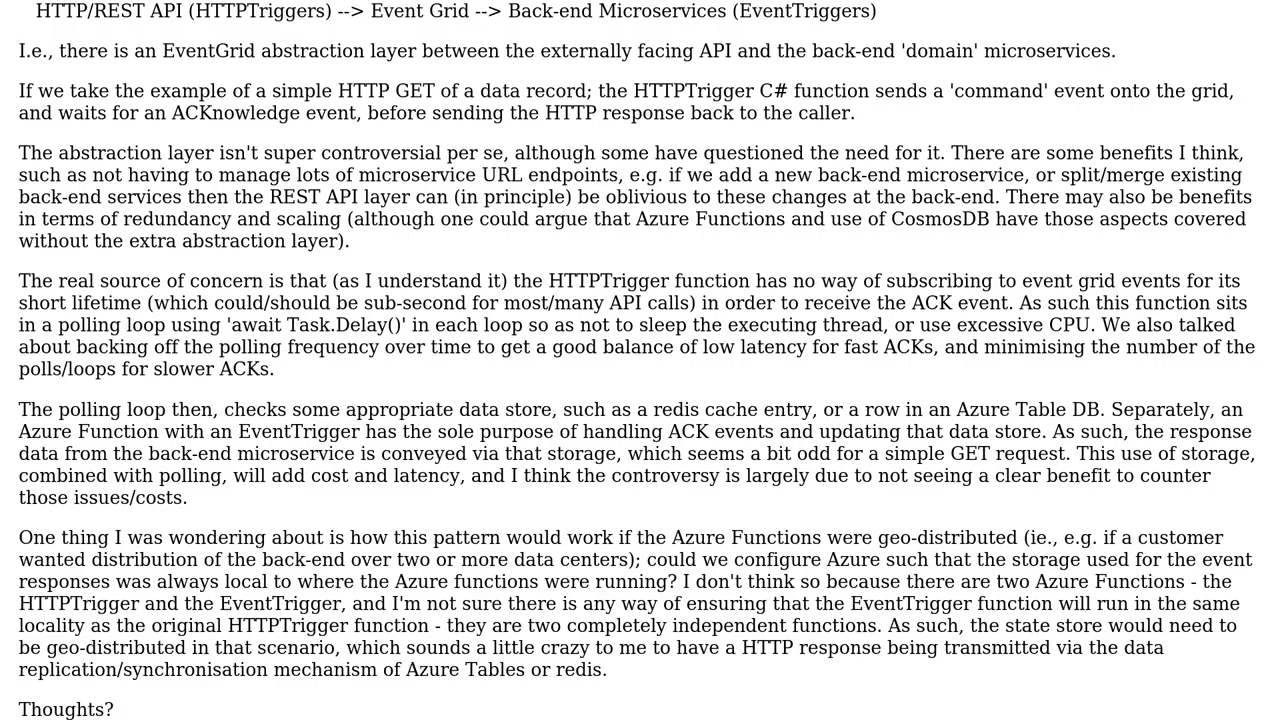 HTTP/REST API (HTTPTriggers) --> Event Grid --> Back-end Microservices (EventTriggers)
I.e., there is an EventGrid abstraction layer between the externally facing API and the back-end 'domain' microservices.
If we take the example of a simple HTTP GET of a data record; the HTTPTrigger C# function sends a 'command' event onto the grid,
and waits for an ACKnowledge event, before sending the HTTP response back to the caller.
The abstraction layer isn't super controversial per se, although some have questioned the need for it. There are some benefits I think,
such as not having to manage lots of microservice URL endpoints, e.g. if we add a new back-end microservice, or split/merge existing
back-end services then the REST API layer can (in principle) be oblivious to these changes at the back-end. There may also be benefits
in terms of redundancy and scaling (although one could argue that Azure Functions and use of CosmosDB have those aspects covered
without the extra abstraction layer).
The real source of concern is that (as I understand it) the HTTPTrigger function has no way of subscribing to event grid events for its
short lifetime (which could/should be sub-second for most/many API calls) in order to receive the ACK event. As such this function sits
in a polling loop using 'await Task.Delay()' in each loop so as not to sleep the executing thread, or use excessive CPU. We also talked
about backing off the polling frequency over time to get a good balance of low latency for fast ACKs, and minimising the number of the
polls/loops for slower ACKs.
The polling loop then, checks some appropriate data store, such as a redis cache entry, or a row in an Azure Table DB. Separately, an
Azure Function with an EventTrigger has the sole purpose of handling ACK events and updating that data store. As such, the response
data from the back-end microservice is conveyed via that storage, which seems a bit odd for a simple GET request. This use of storage,
combined with polling, will add cost and latency, and I think the controversy is largely due to not seeing a clear benefit to counter
those issues/costs.
One thing I was wondering about is how this pattern would work if the Azure Functions were geo-distributed (ie., e.g. if a customer
wanted distribution of the back-end over two or more data centers); could we configure Azure such that the storage used for the event
responses was always local to where the Azure functions were running? I don't think so because there are two Azure Functions - the
HTTPTrigger and the EventTrigger, and I'm not sure there is any way of ensuring that the EventTrigger function will run in the same
locality as the original HTTPTrigger function - they are two completely independent functions. As such, the state store would need to
be geo-distributed in that scenario, which sounds a little crazy to me to have a HTTP response being transmitted via the data
replication/synchronisation mechanism of Azure Tables or redis.
Thoughts?